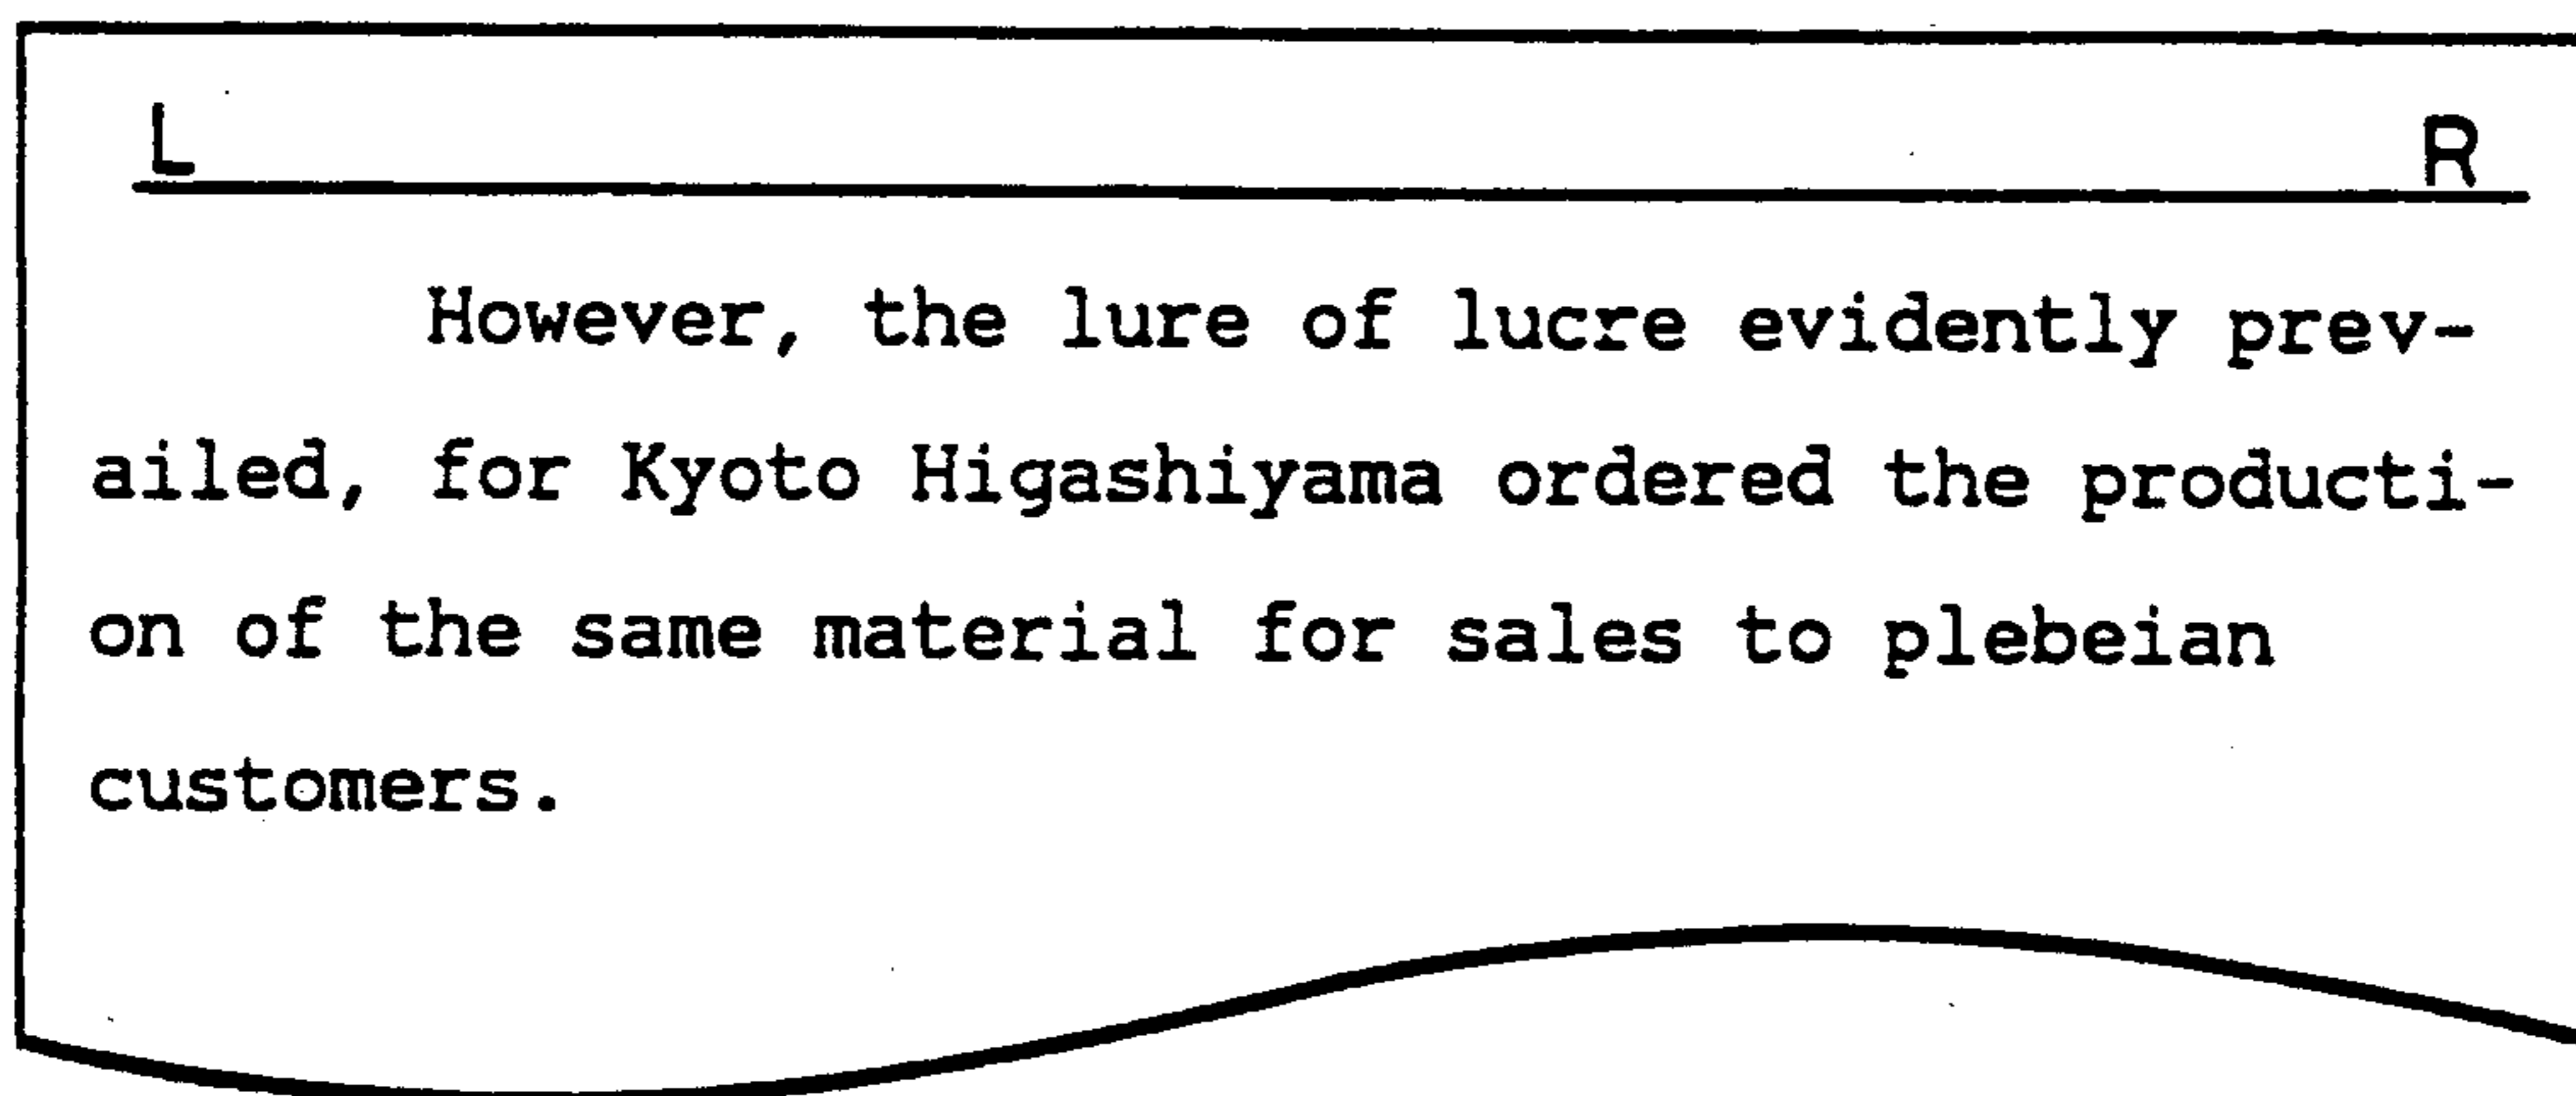 L R
However, the lure of lucre evidently prev-
ailed, for Kyoto Higashiyama ordered the producti-
on of the same material for sales to plebeian
customers.